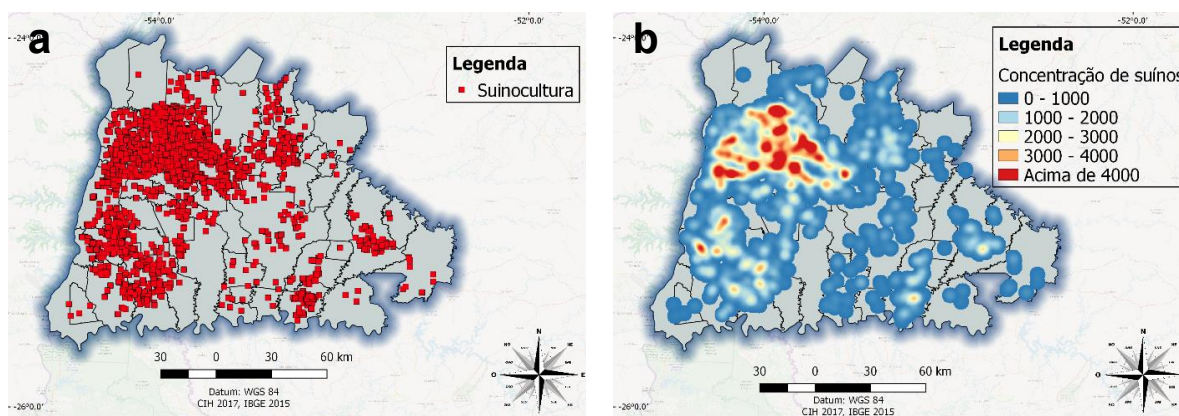 a
-54°0.0'
-52°0.0'
-24°0.0'
Legenda
Suinocultura
30 0 30 60 km
Datum: WGS 84
CIH 2017, IBGE 2015
-26°0.0'
N
O
E
S
b
-54°0.0'
-52°0.0'
-24°0.0'
Legenda
Concentração de suínos
0 - 1000
1000 - 2000
2000 - 3000
3000 - 4000
Acima de 4000
30 0 30 60 km
Datum: WGS 84
CIH 2017, IBGE 2015
-26°0.0'
N
O
E
S